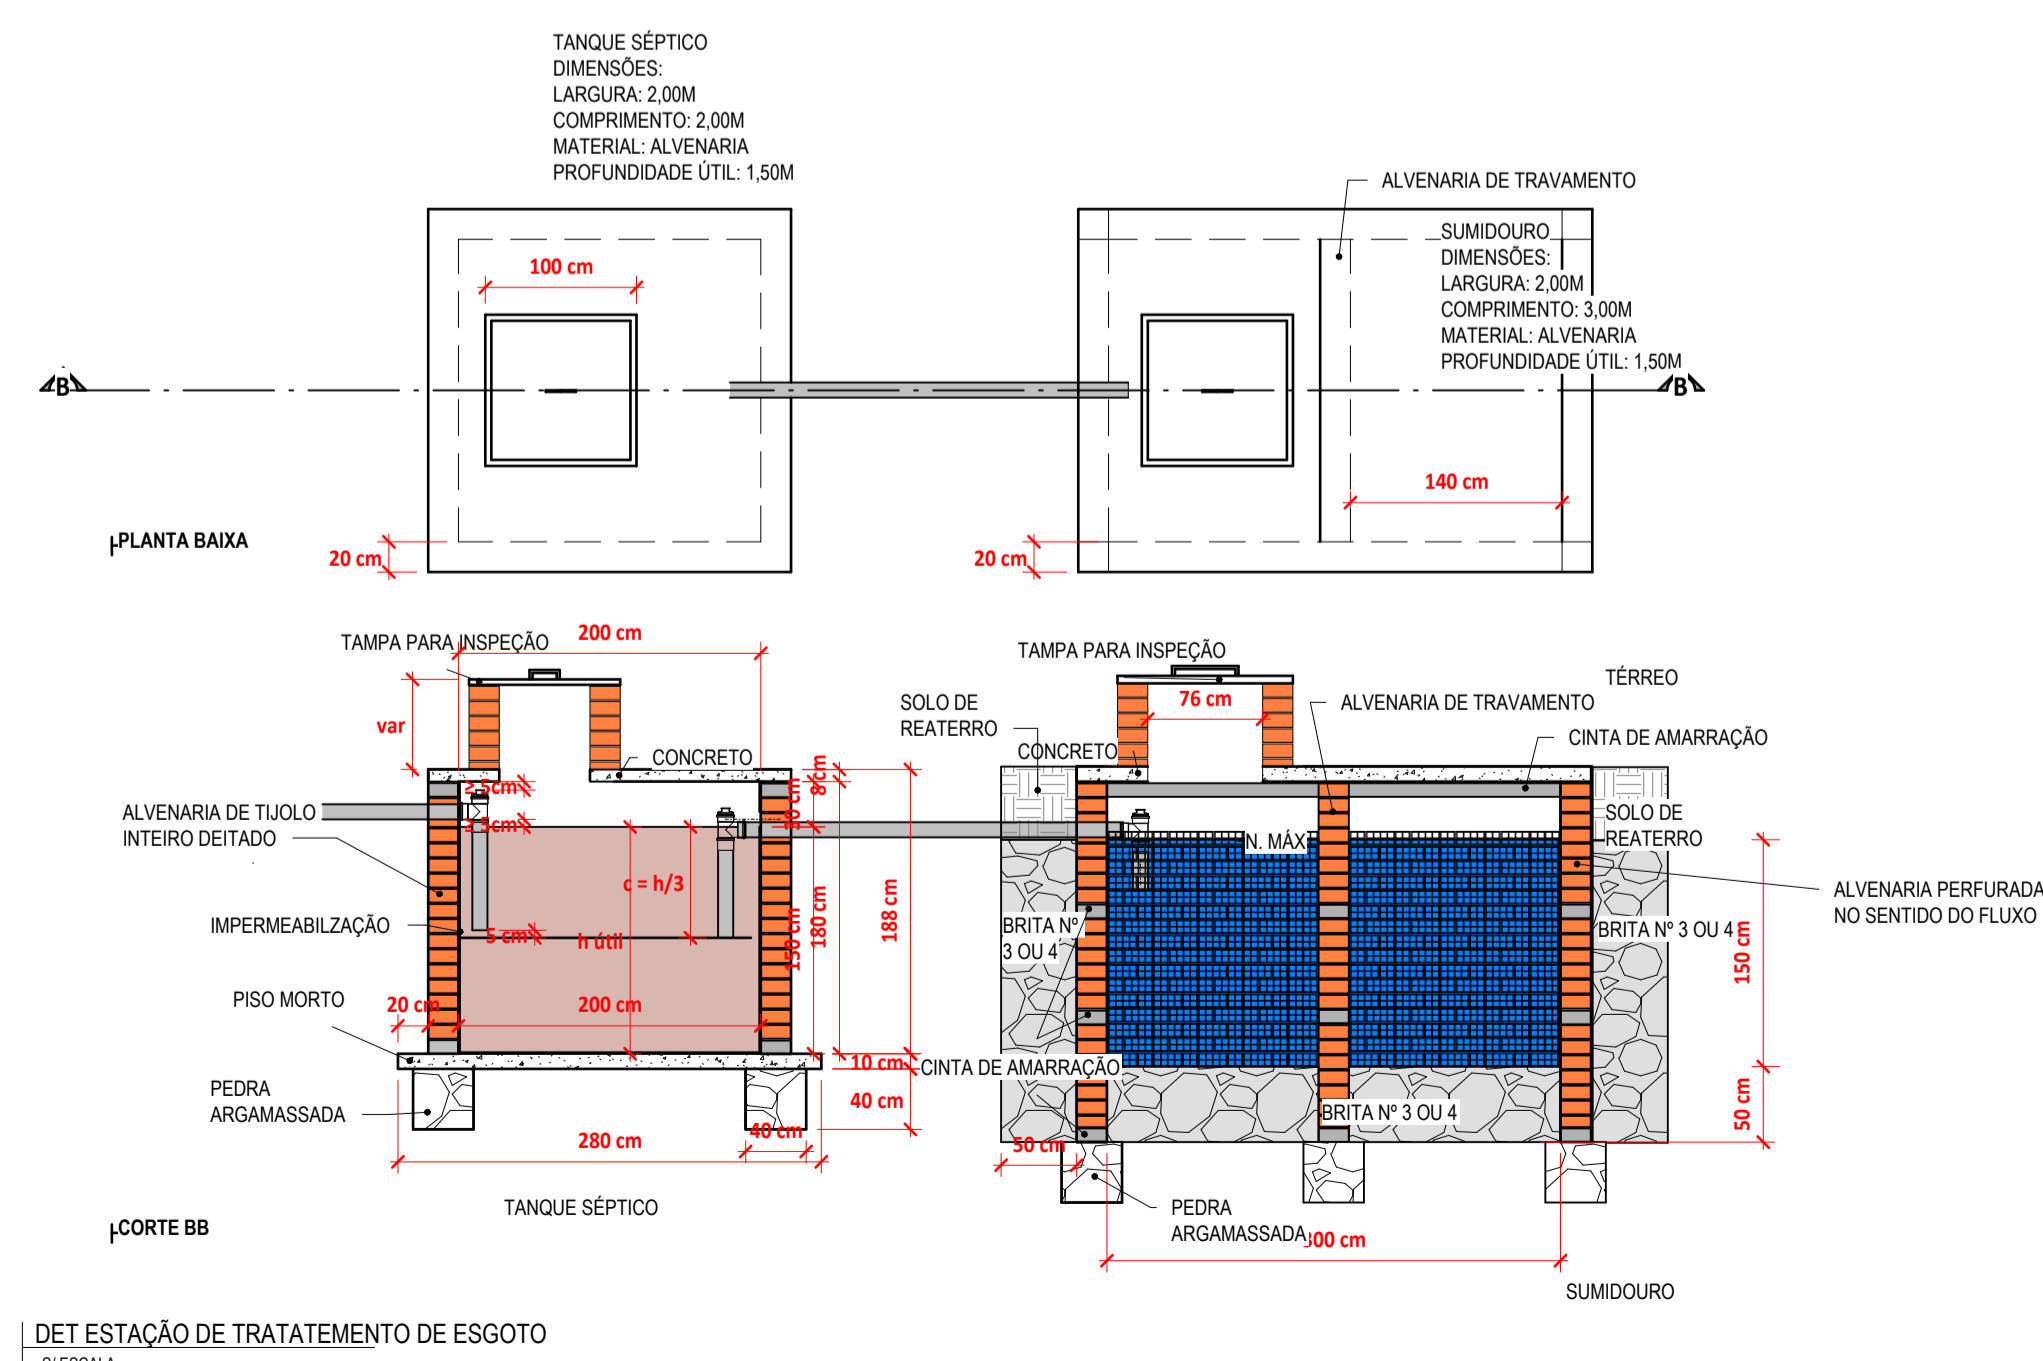 TANQUE SÉPTICO
DIMENSÕES:
LARGURA: 2,00M
COMPRIMENTO: 2,00M
MATERIAL: ALVENARIA
PROFUNDIDADE ÚTIL: 1,50M
ALVENARIA DE TRAVAMENTO
SUMIDOURO
DIMENSÕES:
LARGURA: 2,00M
COMPRIMENTO: 3,00M
MATERIAL: ALVENARIA
PROFUNDIDADE ÚTIL: 1,50M
100 cm
B
B
140 cm
PLANTA BAIXA
20 cm
20 cm
TAMPA PARA INSPEÇÃO
200 cm
TAMPA PARA INSPEÇÃO
TÉRREO
SOLO DE
REATERRO
76 cm
ALVENARIA DE TRAVAMENTO
var
CONCRETO
CONCRETO
CINTA DE AMARRAÇÃO
≥ 5cm
8 cm
30 cm
ALVENARIA DE TIJOLO
INTEIRO DEITADO
≥ 5cm
SOLO DE
REATERRO
N. MÁX
c = h/3
ALVENARIA PERFURADA
NO SENTIDO DO FLUXO
IMPERMEABILZAÇÃO
5 cm
h útil
150 cm
180 cm
188 cm
BRITA Nº
3 OU 4
BRITA Nº 3 OU 4
150 cm
PISO MORTO
20 cm
200 cm
10 cm
CINTA DE AMARRAÇÃO
PEDRA
ARGAMASSADA
40 cm
BRITA Nº 3 OU 4
50 cm
280 cm
40 cm
50 cm
TANQUE SÉPTICO
PEDRA
ARGAMASSADA
300 cm
CORTE BB
SUMIDOURO
DET ESTAÇÃO DE TRATATEMENTO DE ESGOTO